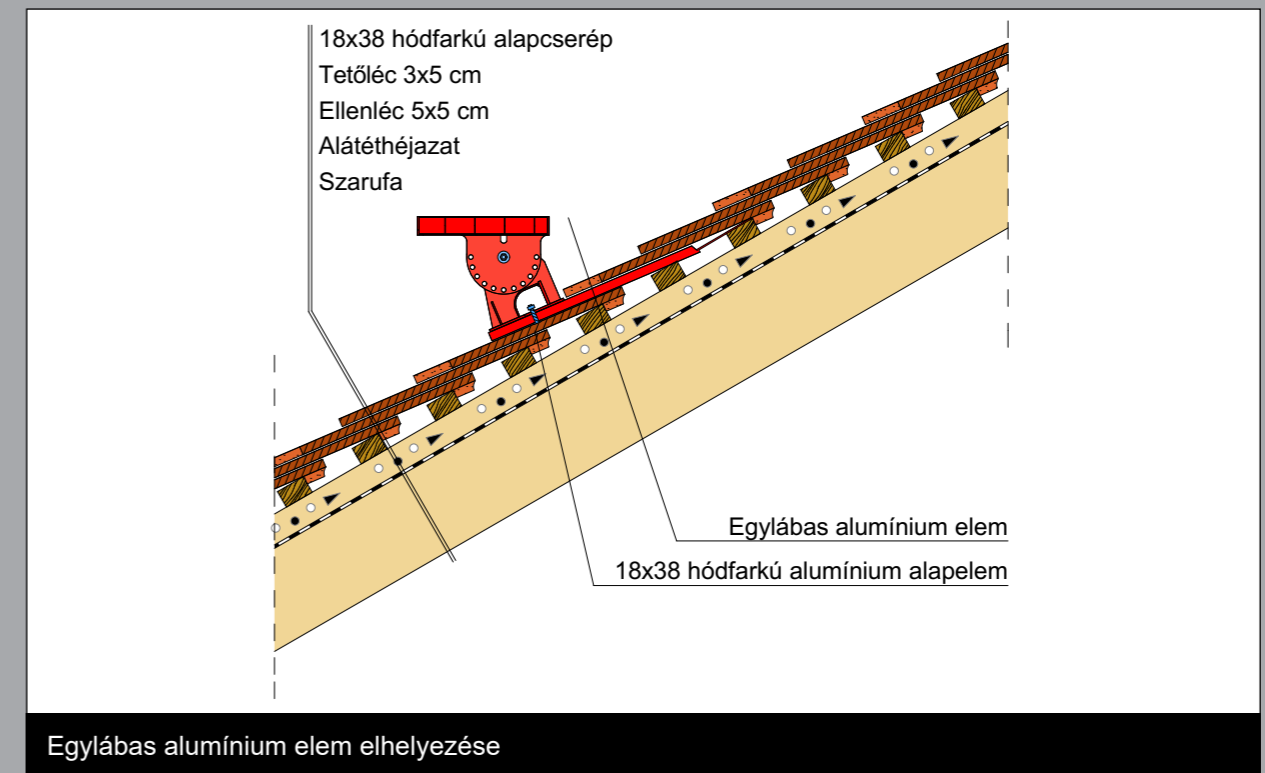 18x38 hódfarkú alapcserép
Tetőléc 3x5 cm
Ellenléc 5x5 cm
Alátéthéjazat
Szarufa
Egylábas alumínium elem
18x38 hódfarkú alumínium alapelem
Egylábas alumínium elem elhelyezése